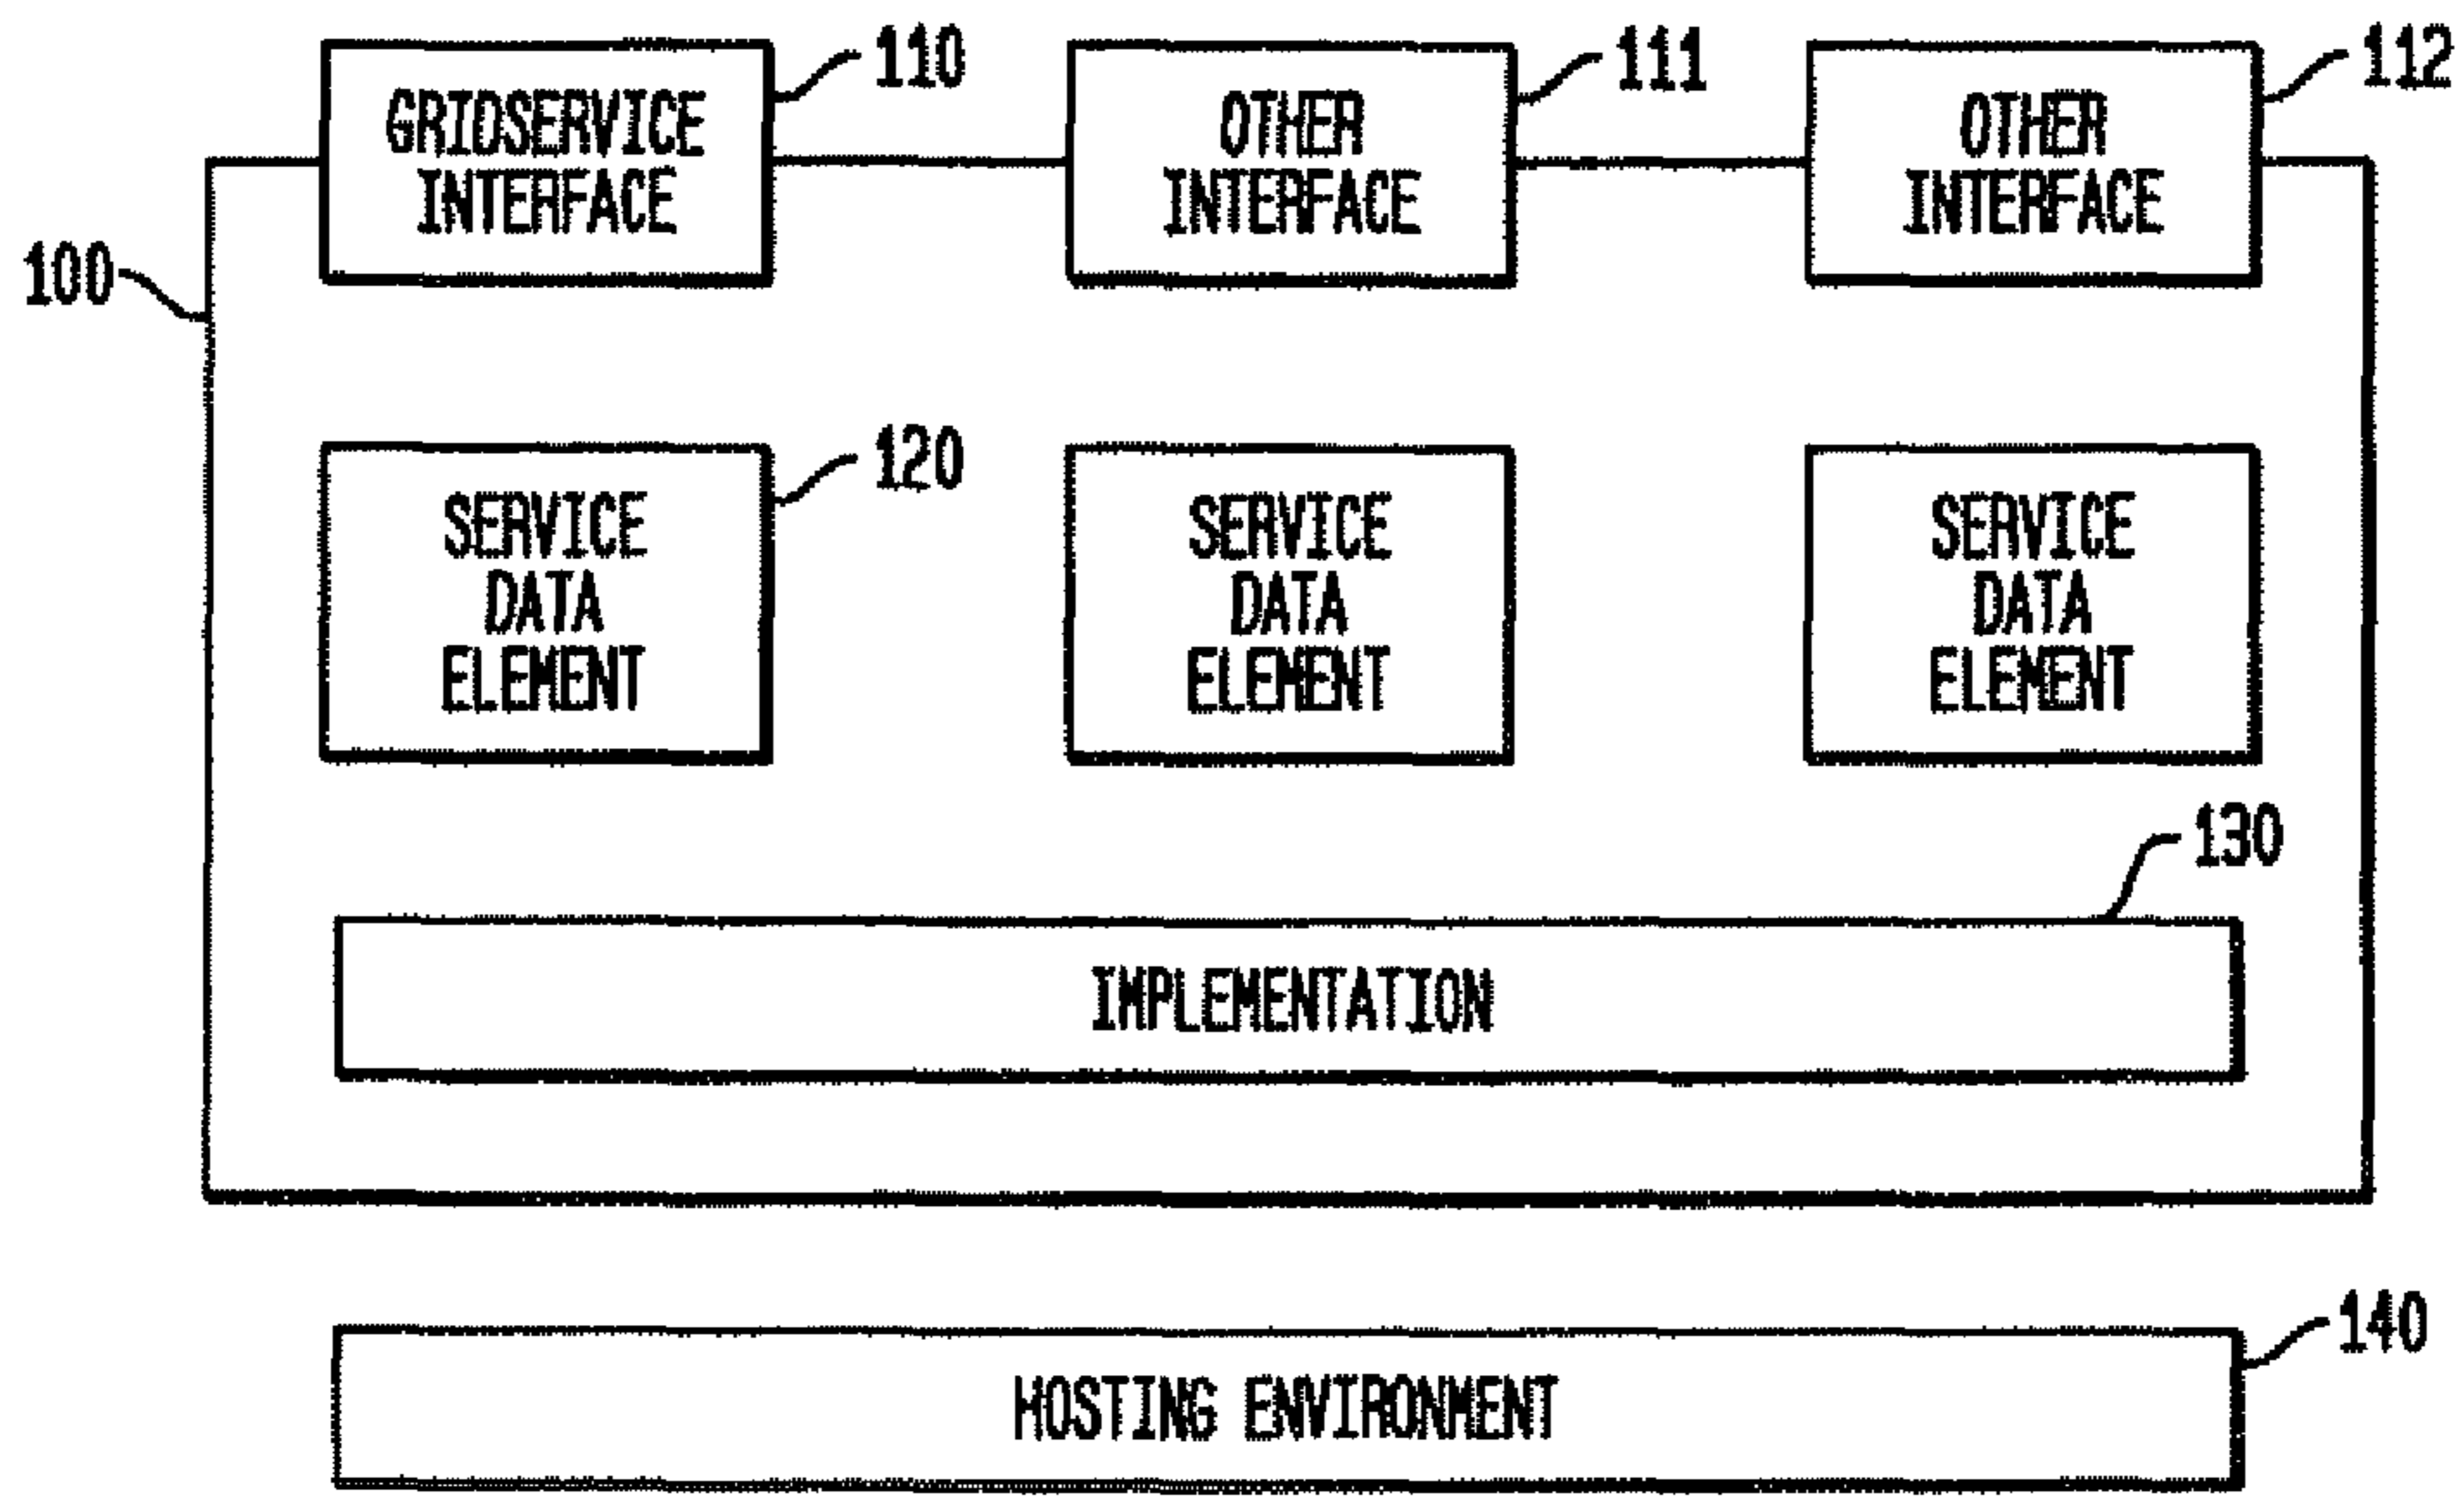 110
111
112
GRIDSERVICE
INTERFACE
OTHER
INTERFACE
OTHER
INTERFACE
100
120
SERVICE
DATA
ELEMENT
SERVICE
DATA
ELEMENT
SERVICE
DATA
ELEMENT
130
IMPLEMENTATION
140
HOSTING ENVIRONMENT